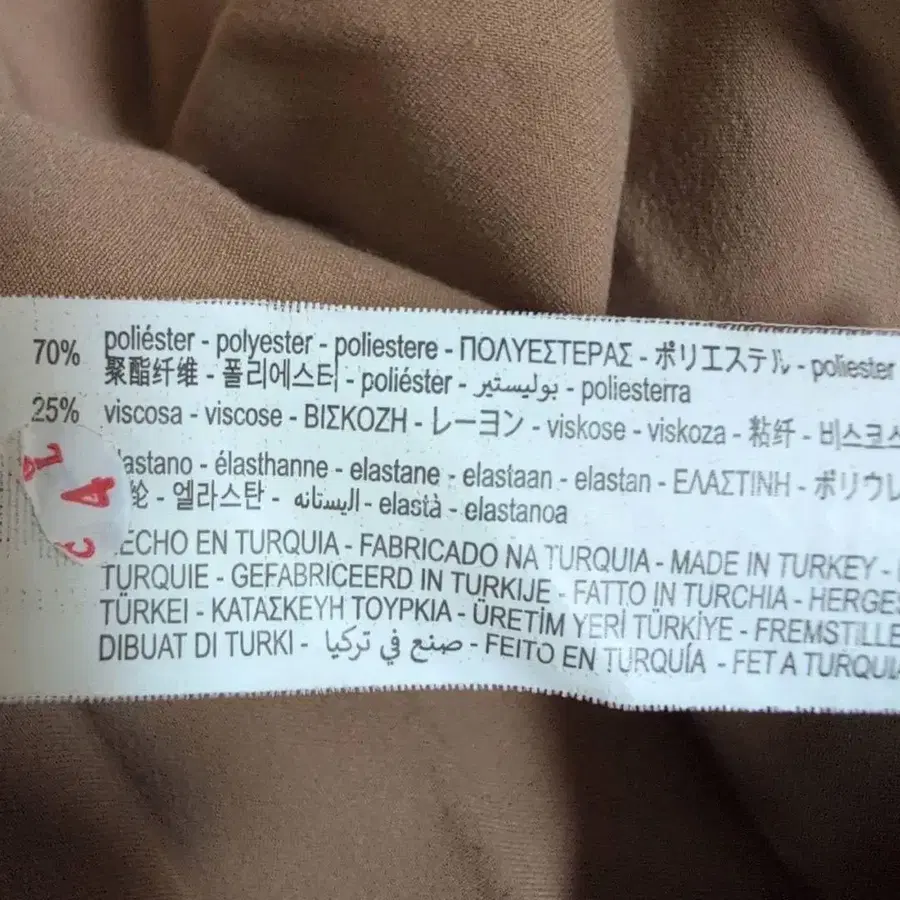 70% poliéster - polyester - poliestere - ΠΟΛΥΕΣΤΕΡΑΣ - ポリエステル - poliester
聚酯纤维 - 폴리에스터 - poliéster - بوليستير - poliesterra
25% viscosa - viscose - ΒΙΣΚΟΖΗ - レーヨン - viskose - viskoza - 粘纤 - 비스코스
lastano - élasthanne - elastane - elastaan - elastan - ΕΛΑΣΤΙΝΗ - ポリウレ
纶 - 엘라스탄 - اليستانه - elastà - elastanoa
ECHO EN TURQUIA - FABRICADO NA TURQUIA - MADE IN TURKEY -
TURQUIE - GEFABRICEERD IN TURKIJE - FATTO IN TURCHIA - HERGES
TÜRKEI - ΚΑΤΑΣΚΕΥΗ ΤΟΥΡΚΙΑ - ÜRETİM YERİ TÜRKİYE - FREMSTILLE
DIBUAT DI TURKI - صنع في تركيا - FEITO EN TURQUÍA - FET A TURQUIA